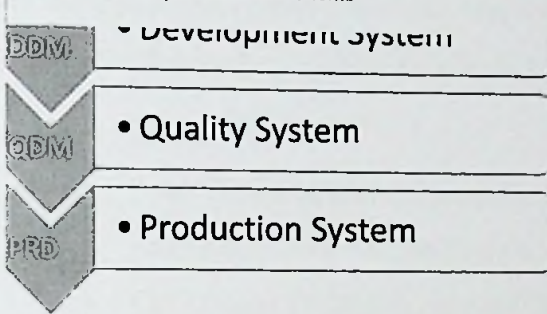 DDM
• Development System
QDM
• Quality System
PRD
• Production System